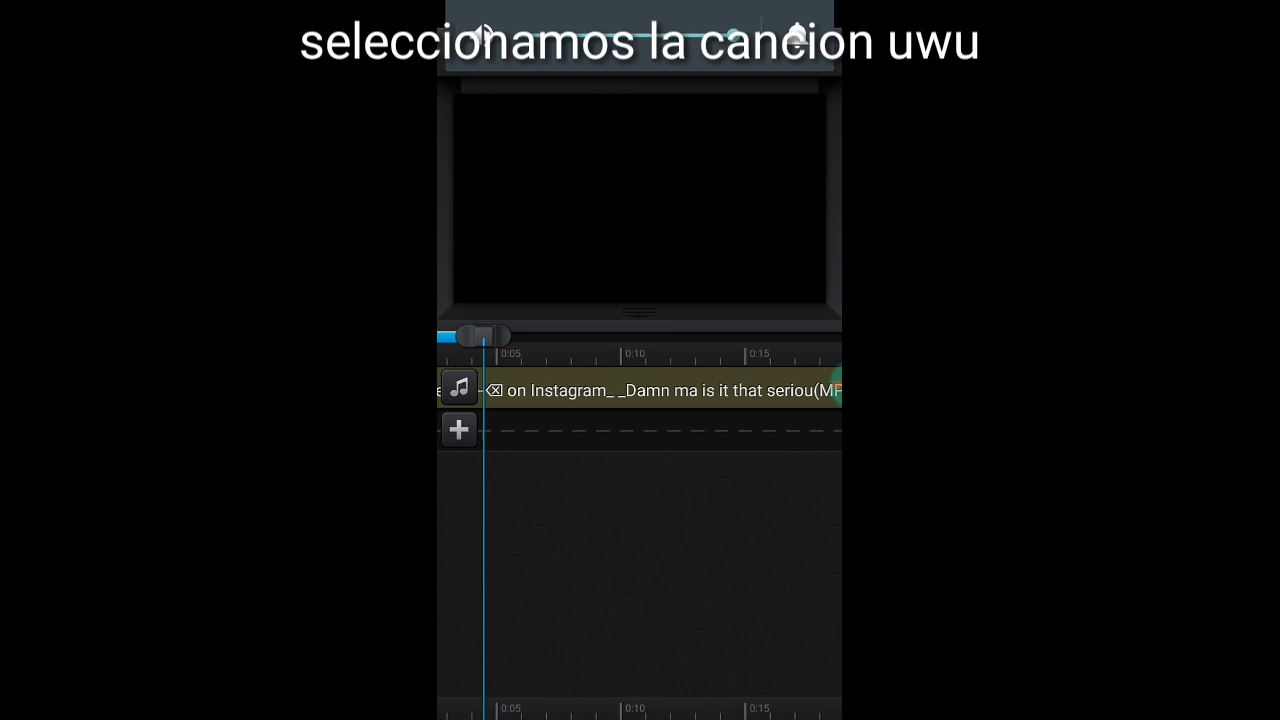 seleccionamos la cancion uwu
0:05 0:10 0:15
on Instagram_ _Damn ma is it that seriou(MP
0:05 0:10 0:15